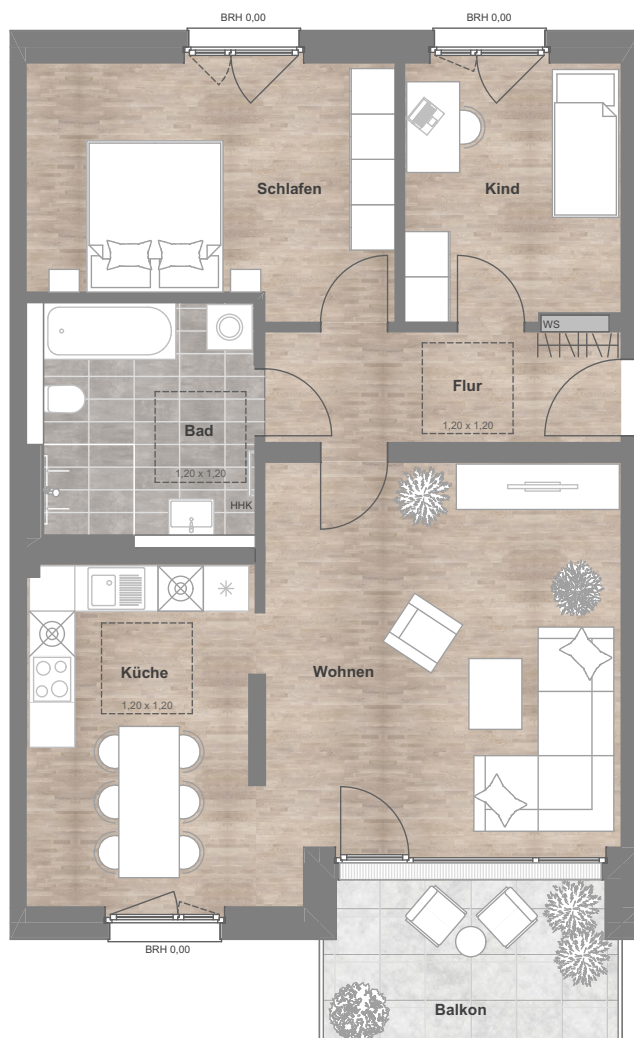 BRH 0,00
BRH 0,00
Schlafen
Kind
WS
Flur
1,20 x 1,20
Bad
1,20 x 1,20
HHK
Küche
1,20 x 1,20
Wohnen
BRH 0,00
Balkon